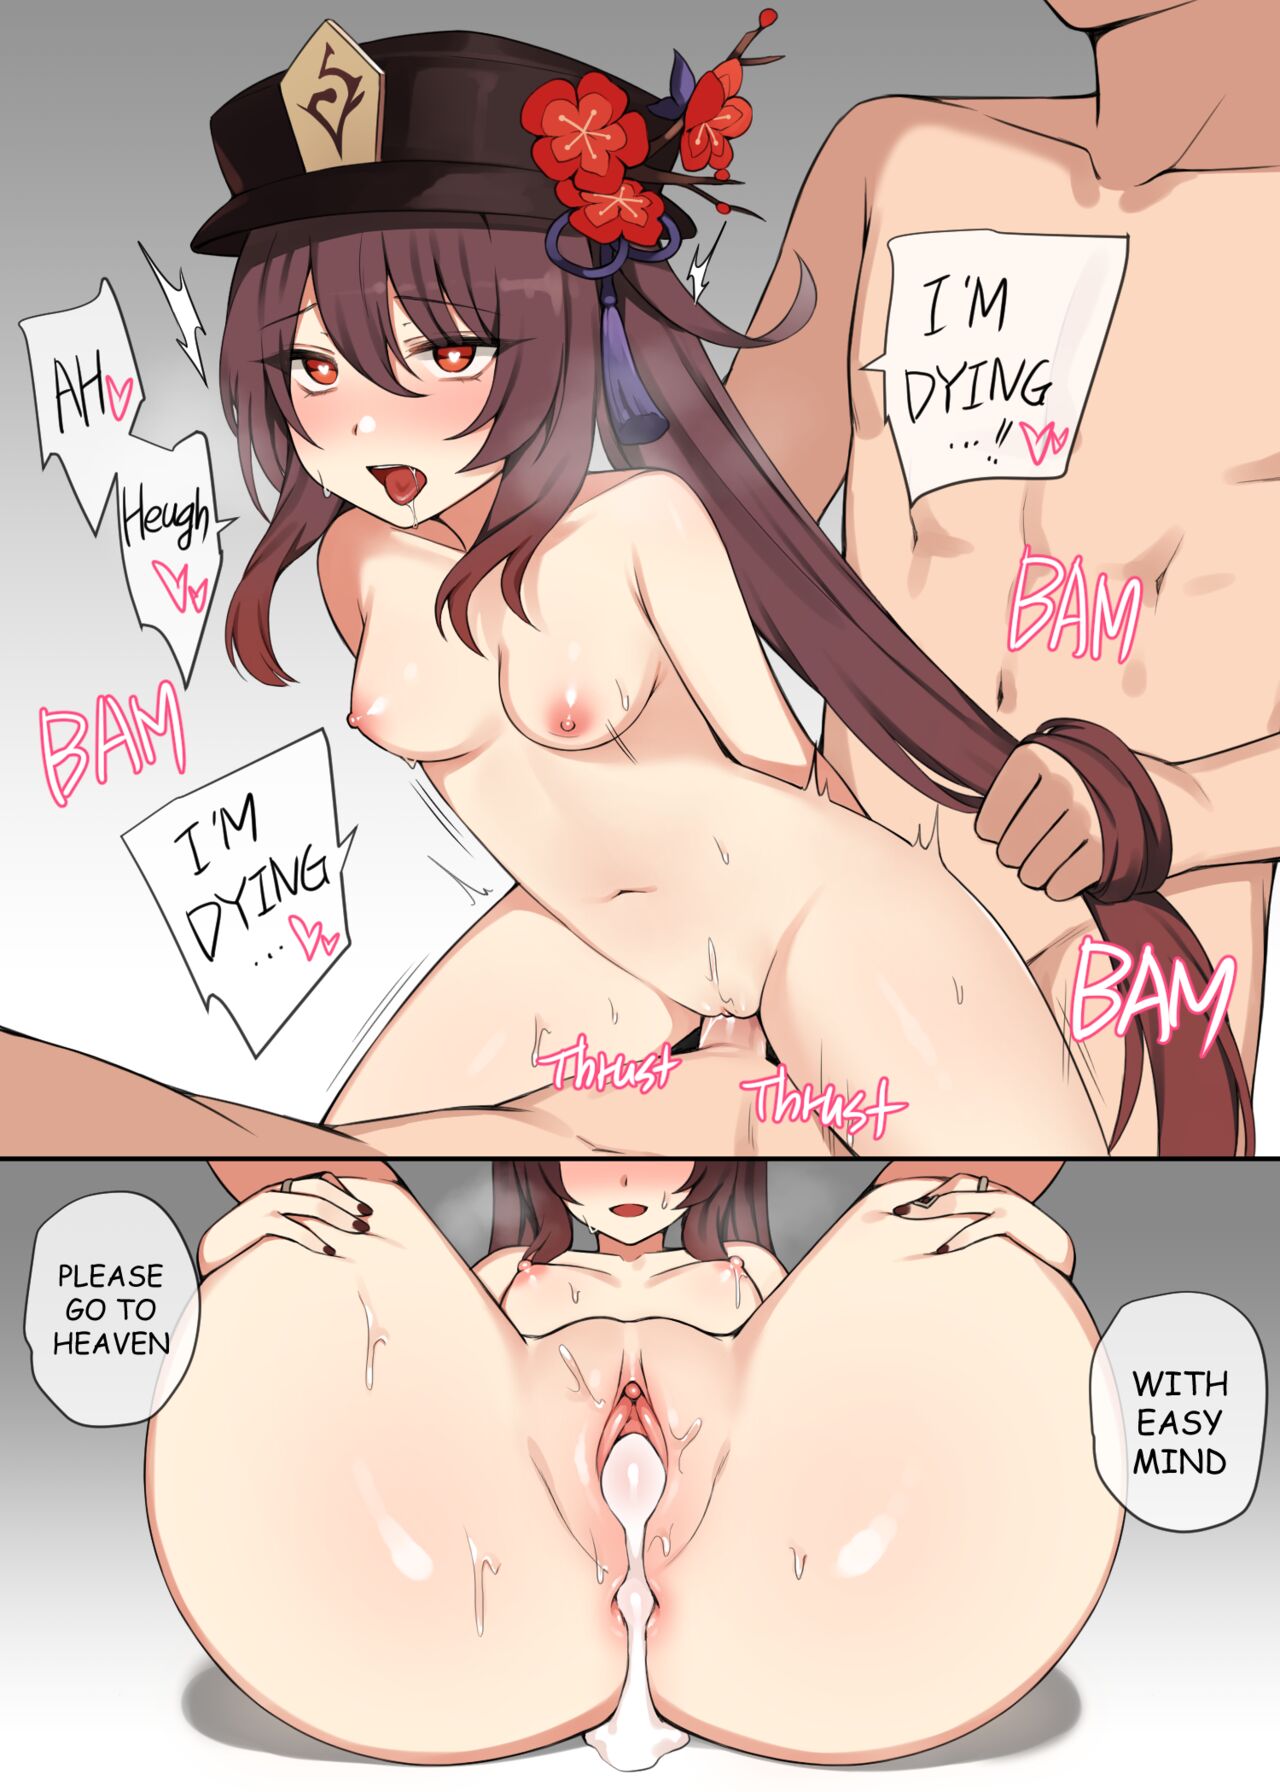 AH
Heugh
I'M
DYING
...!!
BAM
BAM
I'M
DYING
...
BAM
Thrust
Thrust
PLEASE
GO TO
HEAVEN
WITH
EASY
MIND